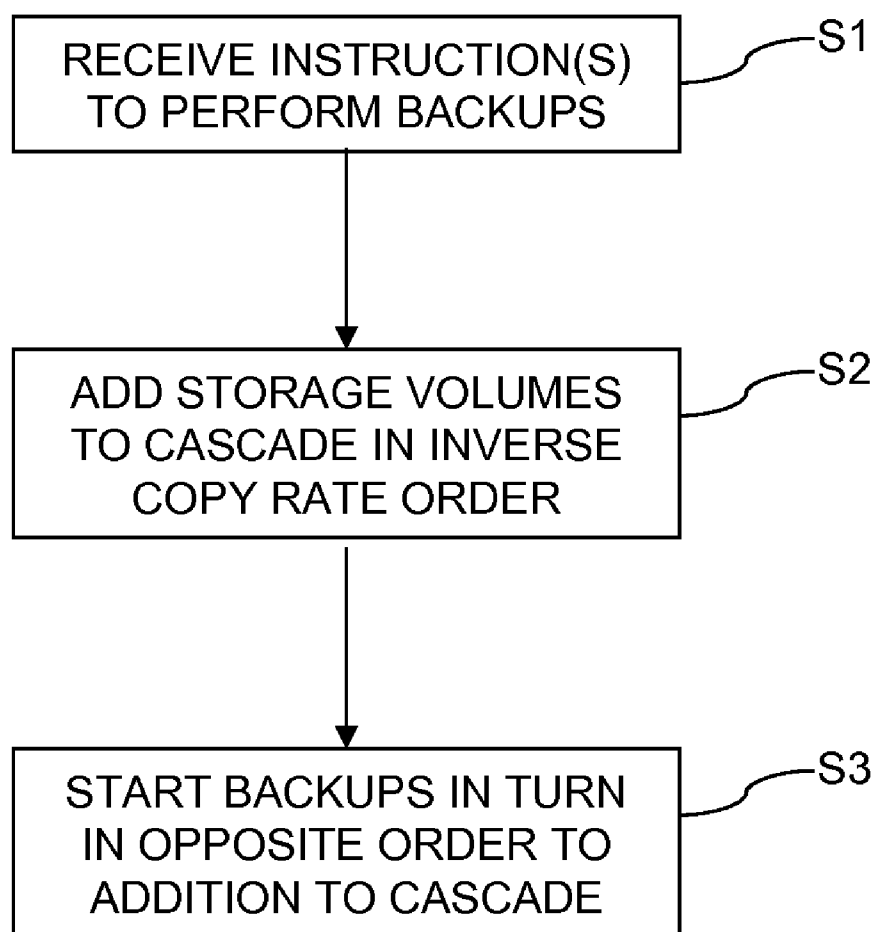 RECEIVE INSTRUCTION(S)
TO PERFORM BACKUPS
S1
ADD STORAGE VOLUMES
TO CASCADE IN INVERSE
COPY RATE ORDER
S2
START BACKUPS IN TURN
IN OPPOSITE ORDER TO
ADDITION TO CASCADE
S3